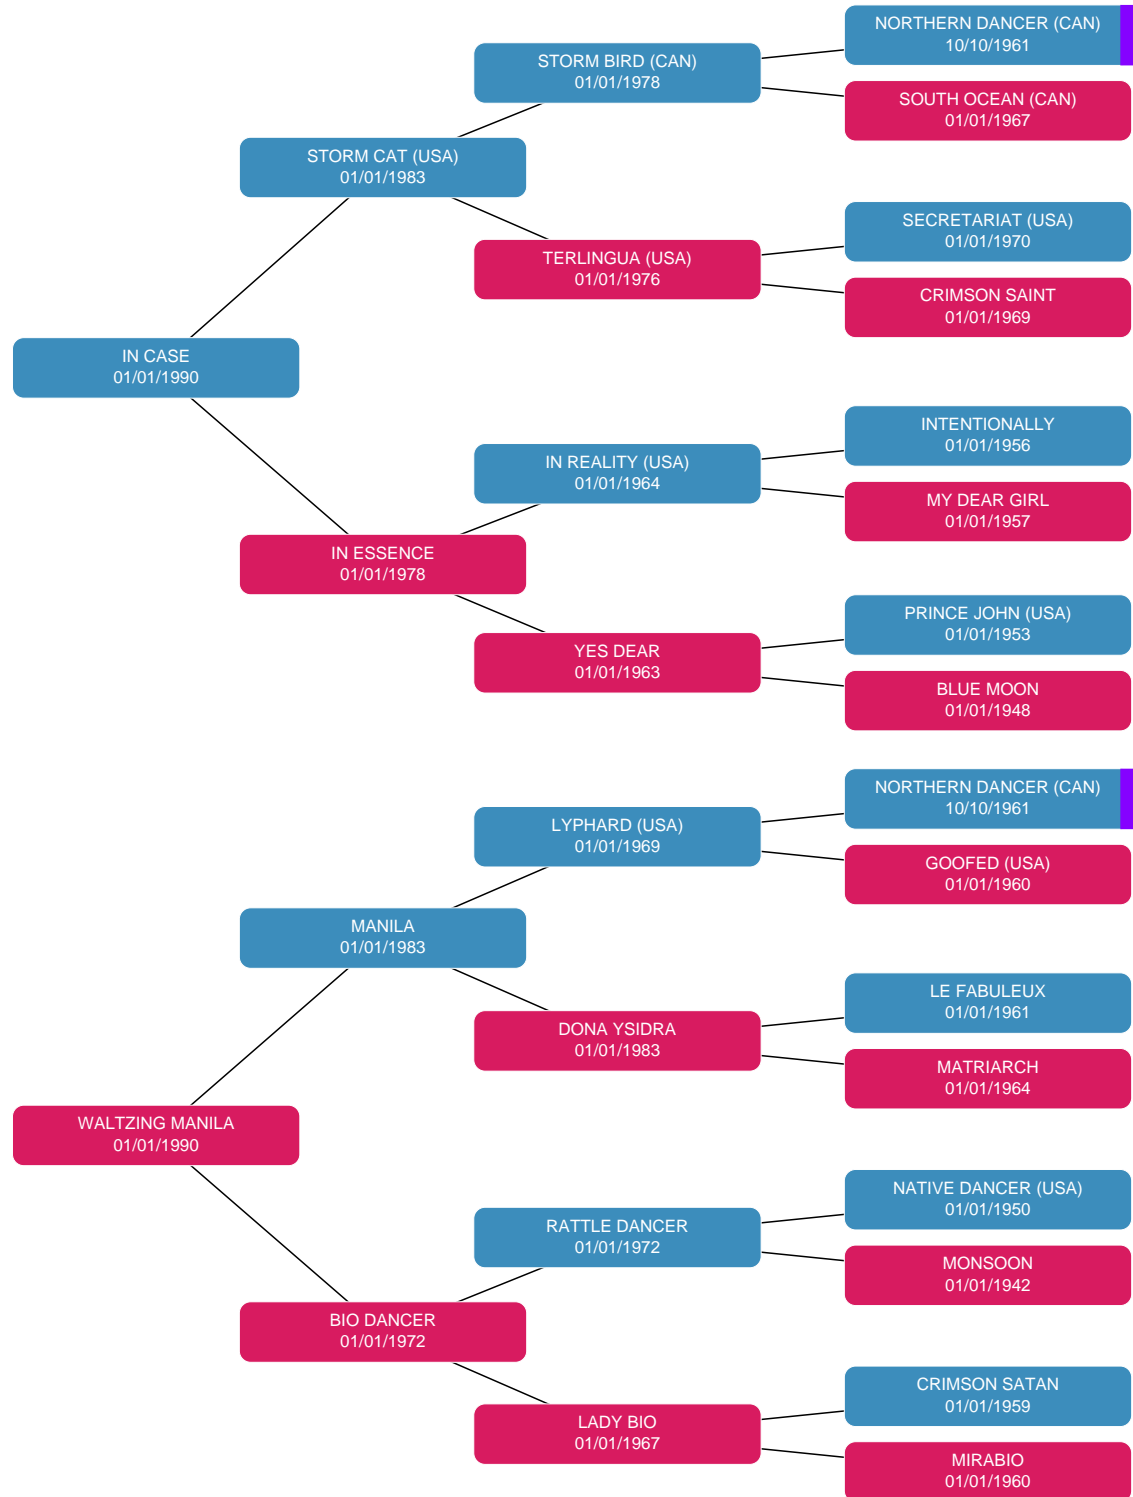 NORTHERN DANCER (CAN)
10/10/1961
STORM BIRD (CAN)
01/01/1978
SOUTH OCEAN (CAN)
01/01/1967
STORM CAT (USA)
01/01/1983
SECRETARIAT (USA)
01/01/1970
TERLINGUA (USA)
01/01/1976
CRIMSON SAINT
01/01/1969
IN CASE
01/01/1990
INTENTIONALLY
01/01/1956
IN REALITY (USA)
01/01/1964
MY DEAR GIRL
01/01/1957
IN ESSENCE
01/01/1978
PRINCE JOHN (USA)
01/01/1953
YES DEAR
01/01/1963
BLUE MOON
01/01/1948
NORTHERN DANCER (CAN)
10/10/1961
LYPHARD (USA)
01/01/1969
GOOFED (USA)
01/01/1960
MANILA
01/01/1983
LE FABULEUX
01/01/1961
DONA YSIDRA
01/01/1983
MATRIARCH
01/01/1964
WALTZING MANILA
01/01/1990
NATIVE DANCER (USA)
01/01/1950
RATTLE DANCER
01/01/1972
MONSOON
01/01/1942
BIO DANCER
01/01/1972
CRIMSON SATAN
01/01/1959
LADY BIO
01/01/1967
MIRABIO
01/01/1960